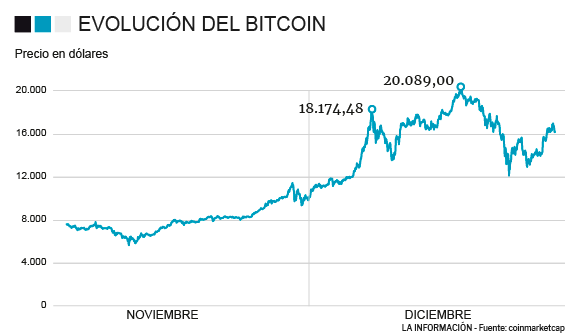 EVOLUCIÓN DEL BITCOIN
Precio en dólares
20.089,00
20.000
18.174,48
16.000
12.000
8.000
4.000
0
NOVIEMBRE DICIEMBRE
LA INFORMACIÓN - Fuente: coinmarketcap